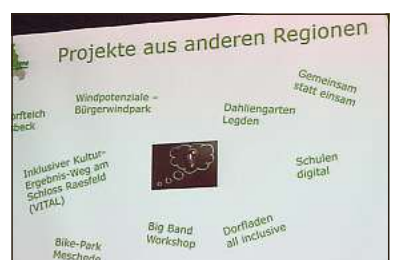 Projekte aus anderen Regionen
Gemeinsam
statt einsam
Windpotenziale –
Bürgerwindpark
Dahliengarten
Legden
Inklusiver Kultur-
Ergebnis-Weg am
Schloss Raesfeld
(VITAL)
Schulen
digital
Big Band
Workshop
Dorfladen
all inclusive
Bike-Park
Meschede